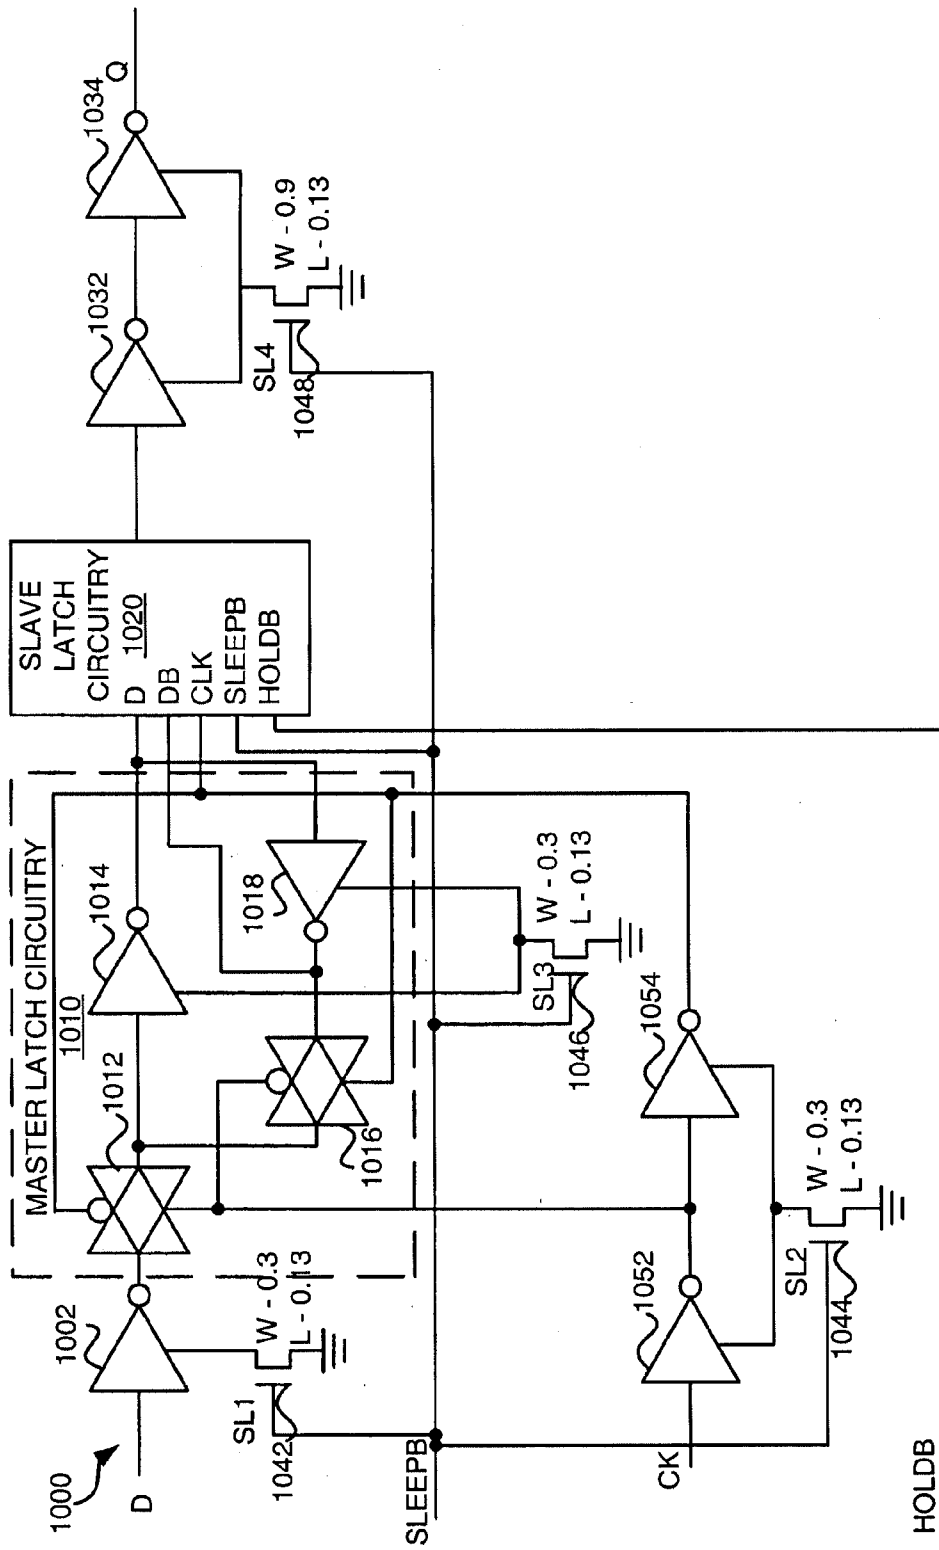 1000
D
1002
SL1
1042
W - 0.3
L - 0.13
MASTER LATCH CIRCUITRY
1010
1012
1014
1016
1018
SLAVE
LATCH
CIRCUITRY
1020
D
DB
CLK
SLEEPB
HOLDB
1032
1034
Q
SL4
1048
W - 0.9
L - 0.13
SL3
1046
W - 0.3
L - 0.13
SLEEPB
CK
1052
1054
SL2
1044
W - 0.3
L - 0.13
HOLDB